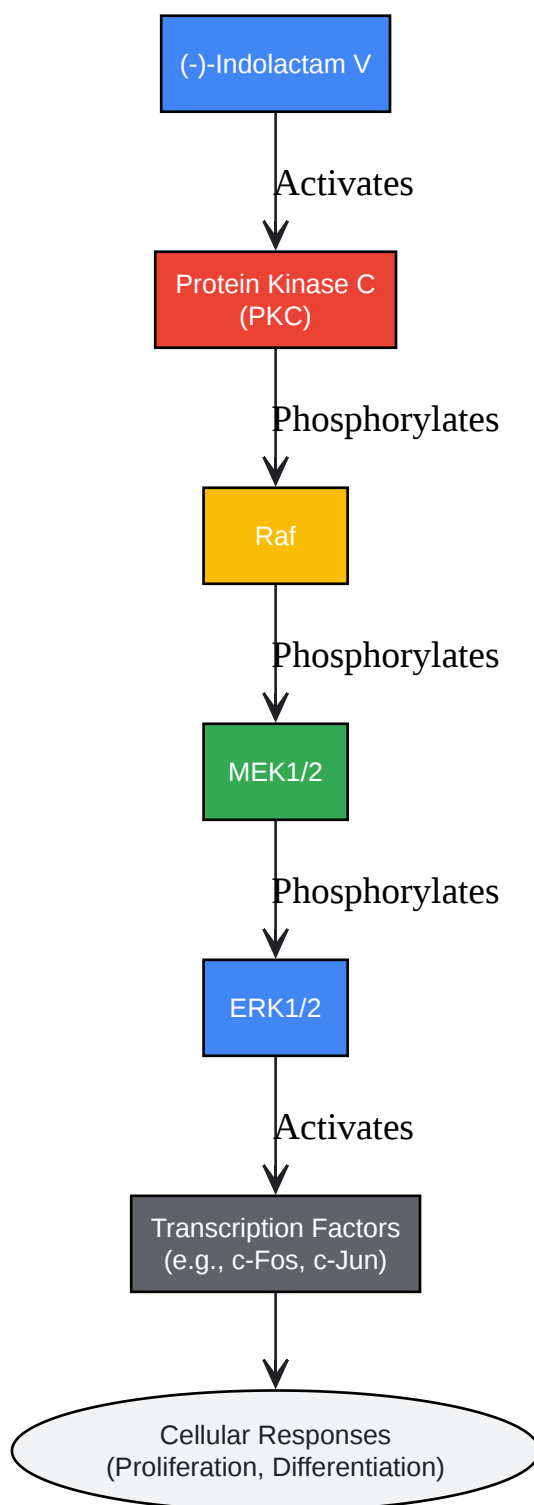 (-)-Indolactam V
Activates
Protein Kinase C
(PKC)
Phosphorylates
Raf
Phosphorylates
MEK1/2
Phosphorylates
ERK1/2
Activates
Transcription Factors
(e.g., c-Fos, c-Jun)
Cellular Responses
(Proliferation, Differentiation)